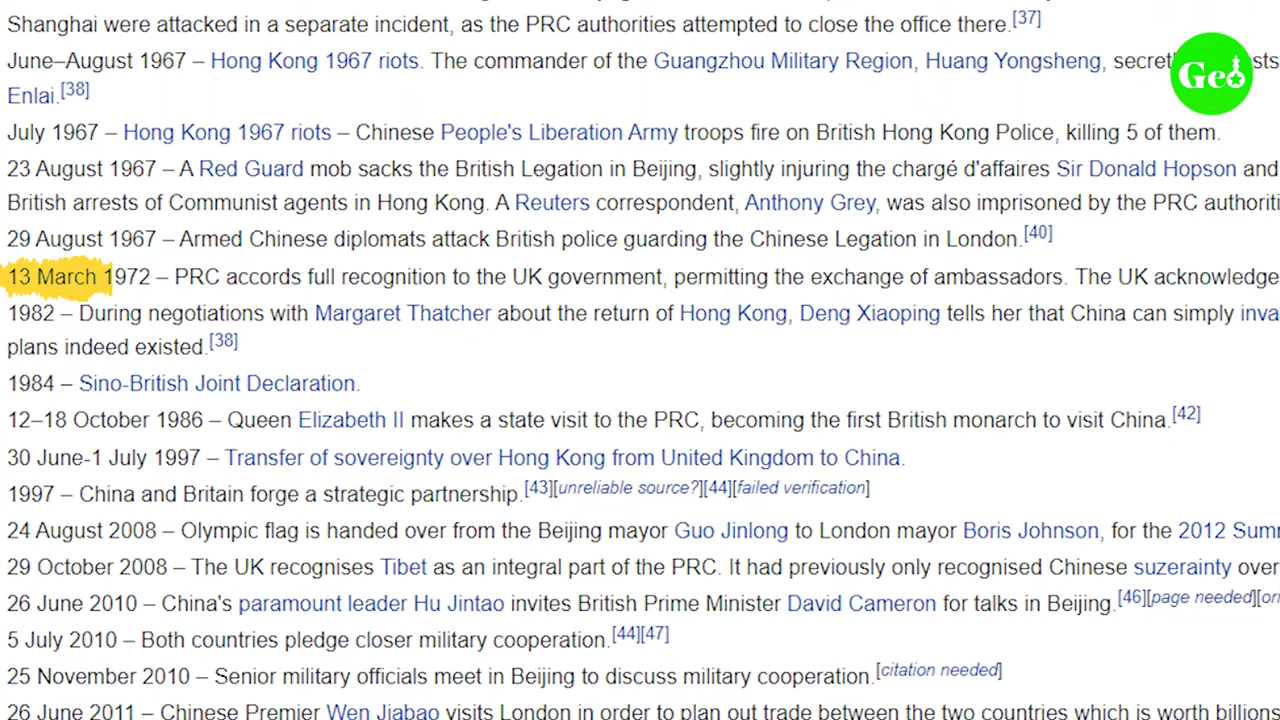 Shanghai were attacked in a separate incident, as the PRC authorities attempted to close the office there.[37]
June–August 1967 – Hong Kong 1967 riots. The commander of the Guangzhou Military Region, Huang Yongsheng, secret sts
Geo
Enlai.[38]
July 1967 – Hong Kong 1967 riots – Chinese People's Liberation Army troops fire on British Hong Kong Police, killing 5 of them.
23 August 1967 – A Red Guard mob sacks the British Legation in Beijing, slightly injuring the chargé d'affaires Sir Donald Hopson and
British arrests of Communist agents in Hong Kong. A Reuters correspondent, Anthony Grey, was also imprisoned by the PRC authoriti
29 August 1967 – Armed Chinese diplomats attack British police guarding the Chinese Legation in London.[40]
13 March 1972 – PRC accords full recognition to the UK government, permitting the exchange of ambassadors. The UK acknowledge
1982 – During negotiations with Margaret Thatcher about the return of Hong Kong, Deng Xiaoping tells her that China can simply inva
plans indeed existed.[38]
1984 – Sino-British Joint Declaration.
12–18 October 1986 – Queen Elizabeth II makes a state visit to the PRC, becoming the first British monarch to visit China.[42]
30 June-1 July 1997 – Transfer of sovereignty over Hong Kong from United Kingdom to China.
1997 – China and Britain forge a strategic partnership.[43][unreliable source?][44][failed verification]
24 August 2008 – Olympic flag is handed over from the Beijing mayor Guo Jinlong to London mayor Boris Johnson, for the 2012 Sum
29 October 2008 – The UK recognises Tibet as an integral part of the PRC. It had previously only recognised Chinese suzerainty over
26 June 2010 – China's paramount leader Hu Jintao invites British Prime Minister David Cameron for talks in Beijing.[46][page needed][ori
5 July 2010 – Both countries pledge closer military cooperation.[44][47]
25 November 2010 – Senior military officials meet in Beijing to discuss military cooperation.[citation needed]
26 June 2011 – Chinese Premier Wen Jiabao visits London in order to plan out trade between the two countries which is worth billions